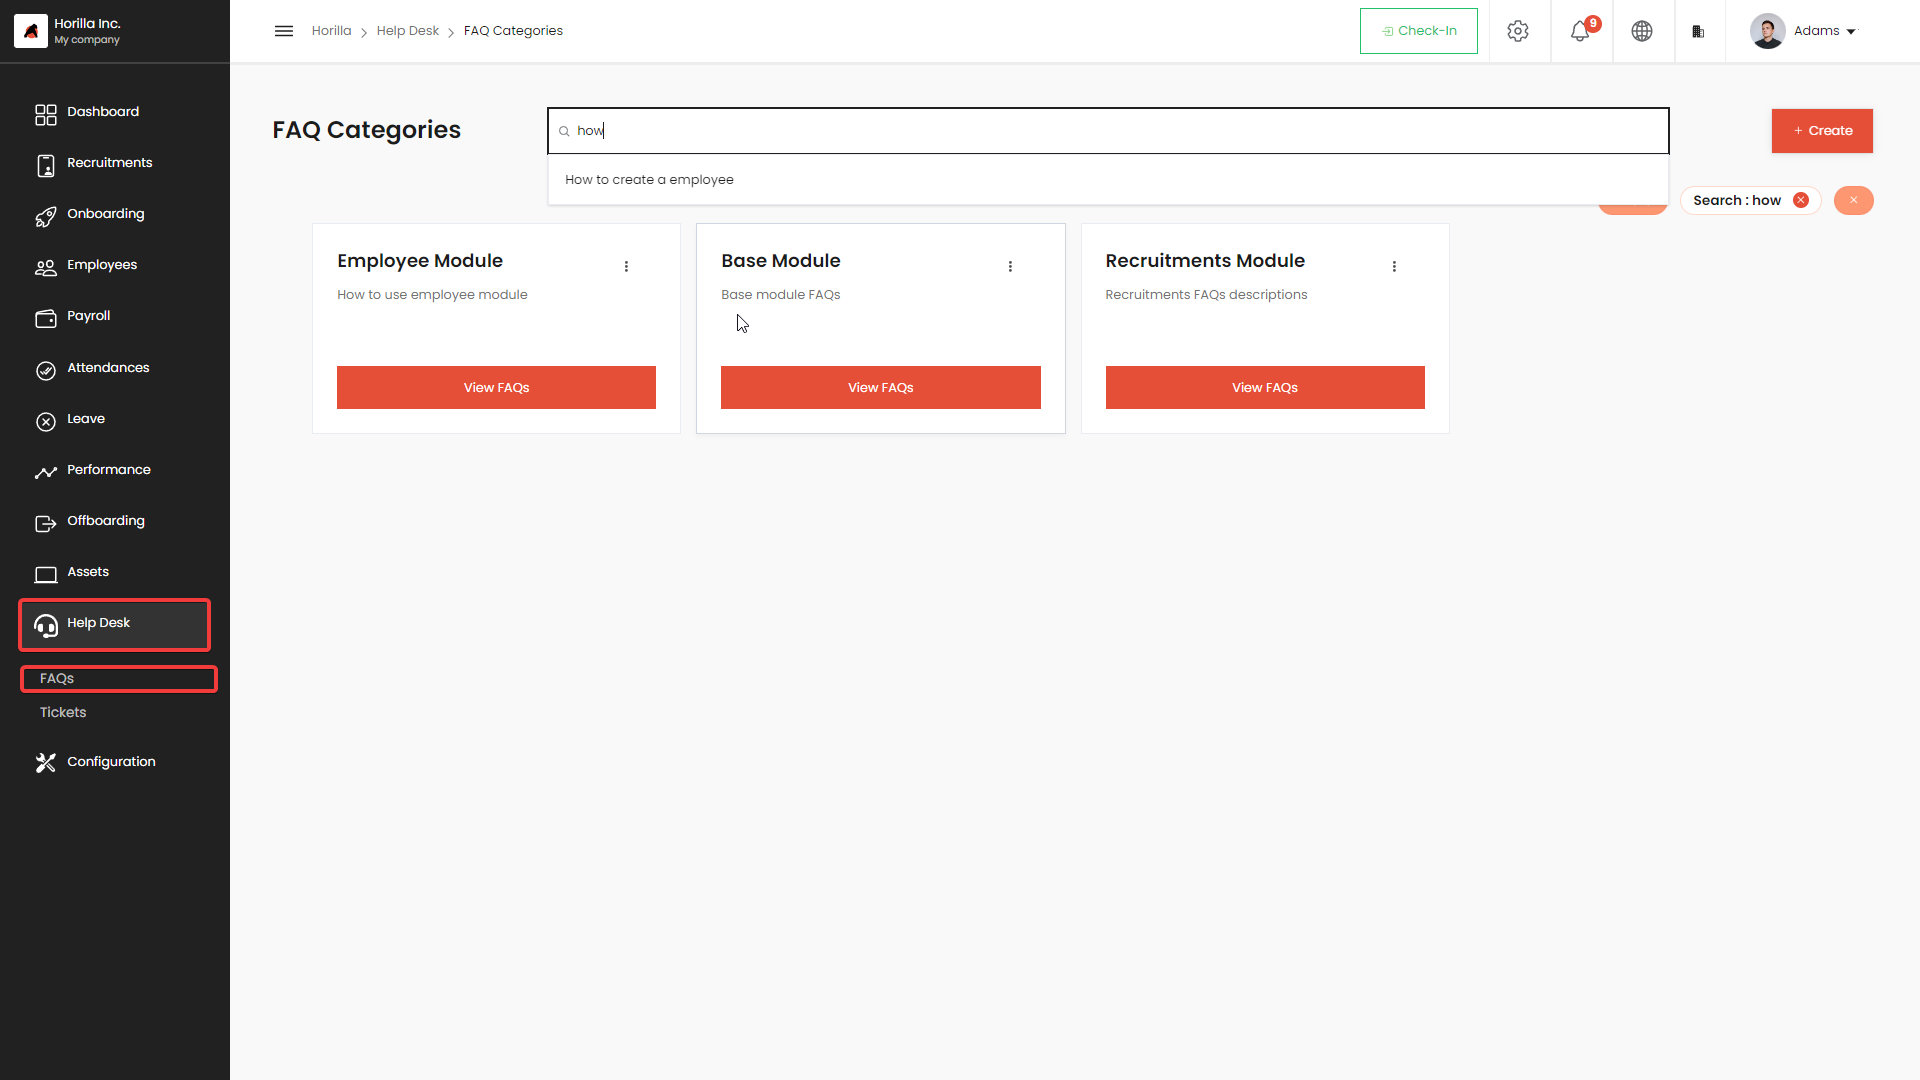 Horilla Inc.
My company
Dashboard
Recruitments
Onboarding
Employees
Payroll
Attendances
Leave
Performance
Offboarding
Assets
Help Desk
FAQs
Tickets
Configuration
Horilla > Help Desk > FAQ Categories
Check-In
9
Adams
FAQ Categories
how
+ Create
How to create a employee
Search : how
Employee Module
How to use employee module
View FAQs
Base Module
Base module FAQs
View FAQs
Recruitments Module
Recruitments FAQs descriptions
View FAQs